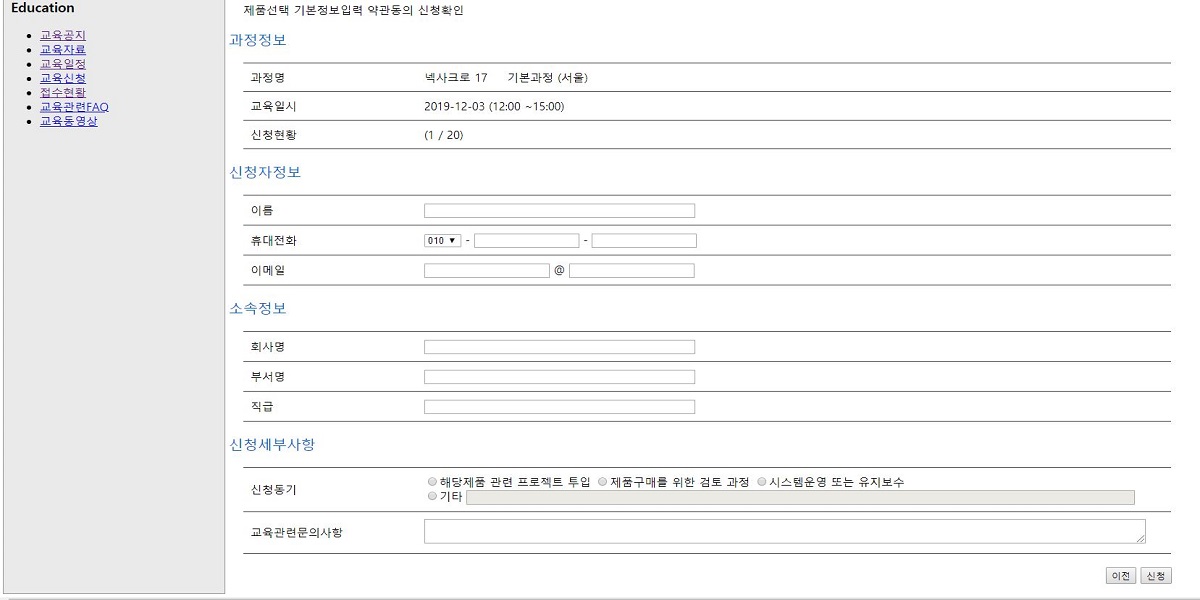 Education
교육공지
교육자료
교육일정
교육신청
접수현황
교육관련FAQ
교육동영상
제품선택 기본정보입력 약관동의 신청확인
과정정보
과정명 넥사크로 17 기본과정 (서울)
교육일시 2019-12-03 (12:00 ~15:00)
신청현황 (1 / 20)
신청자정보
이름
휴대전화 010 ▼ - -
이메일 @
소속정보
회사명
부서명
직급
신청세부사항
신청동기 해당제품 관련 프로젝트 투입 제품구매를 위한 검토 과정 시스템운영 또는 유지보수
기타
교육관련문의사항
이전 신청